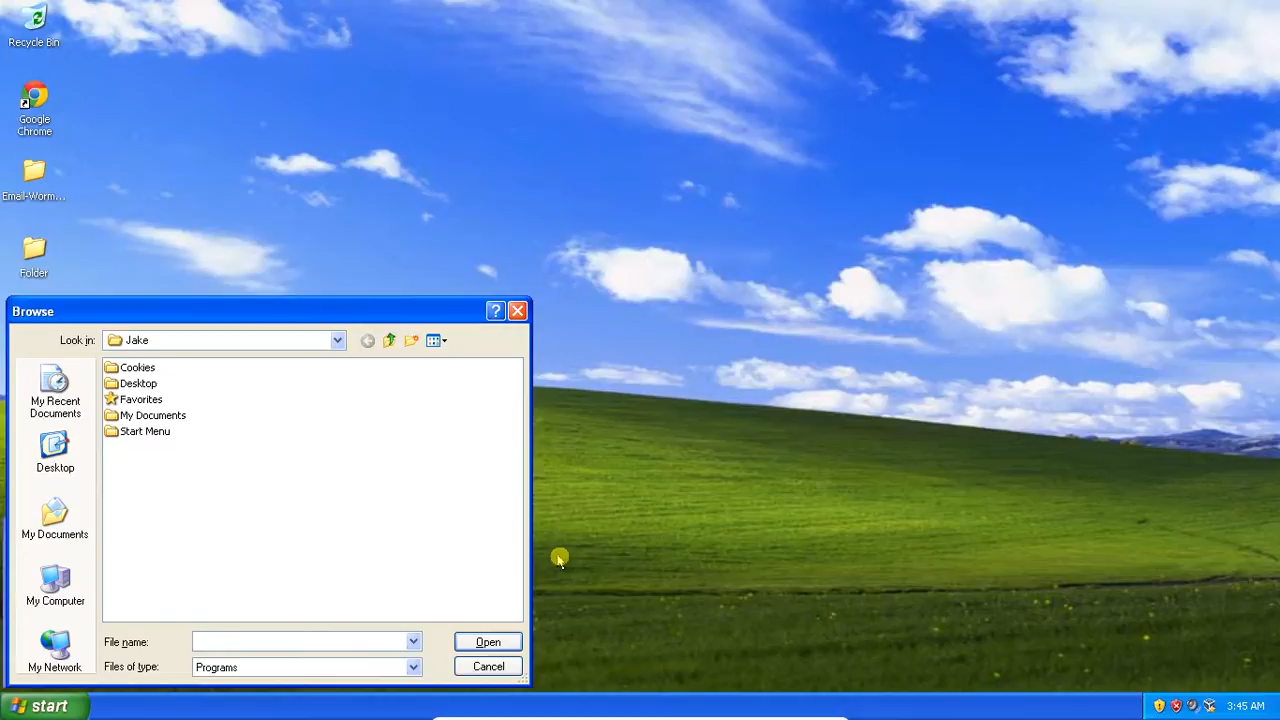 Recycle Bin
Google
Chrome
Email-Worm...
Folder
Browse
Look in:
Jake
My Recent
Documents
Desktop
My Documents
My Computer
My Network
Cookies
Desktop
Favorites
My Documents
Start Menu
File name:
Open
Files of type:
Programs
Cancel
start
3:45 AM